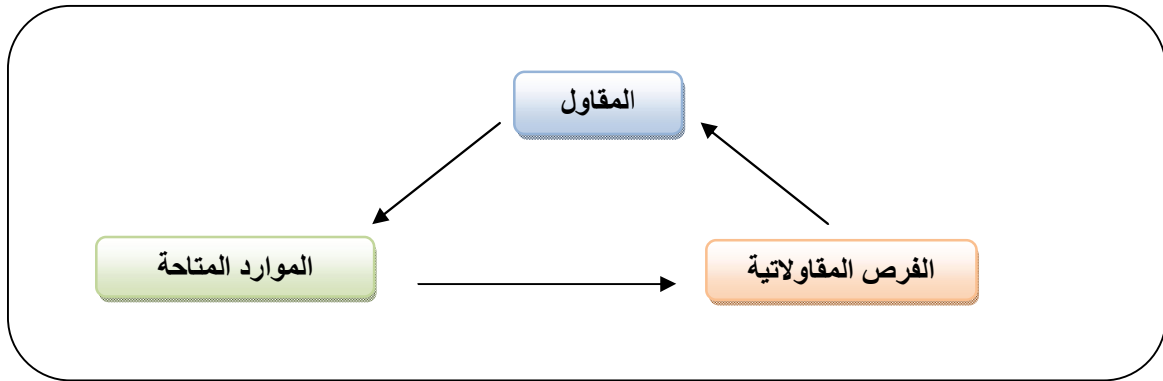 المقاول
الفرص المقاولاتية
الموارد المتاحة